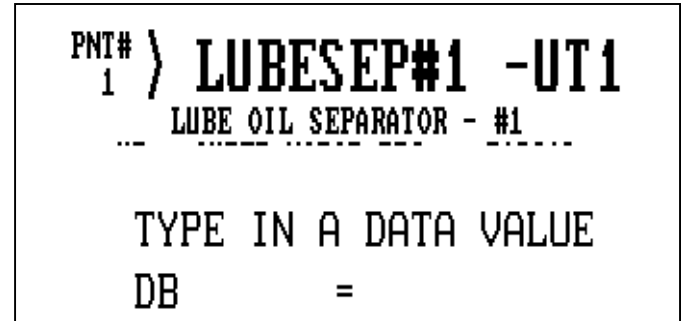 PNT#
1 ) LUBESEP#1 -UT1
LUBE OIL SEPARATOR - #1
TYPE IN A DATA VALUE
DB =